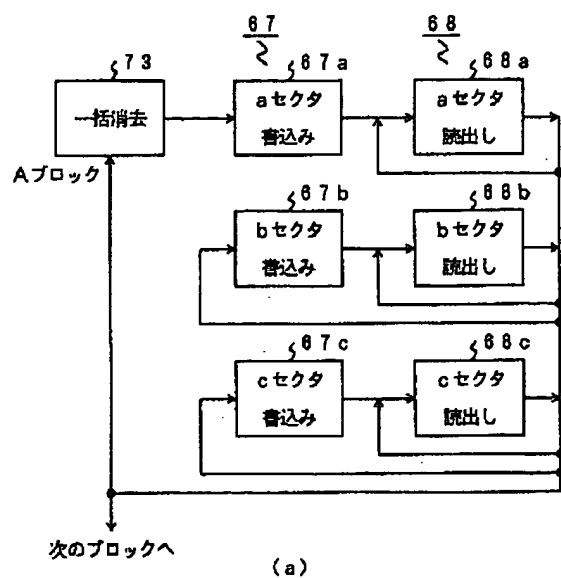 67
68
73
67a
68a
一括消去
aセクタ
書込み
aセクタ
読出し
Aブロック
67b
68b
bセクタ
書込み
bセクタ
読出し
67c
68c
cセクタ
書込み
cセクタ
読出し
次のブロックへ
(a)